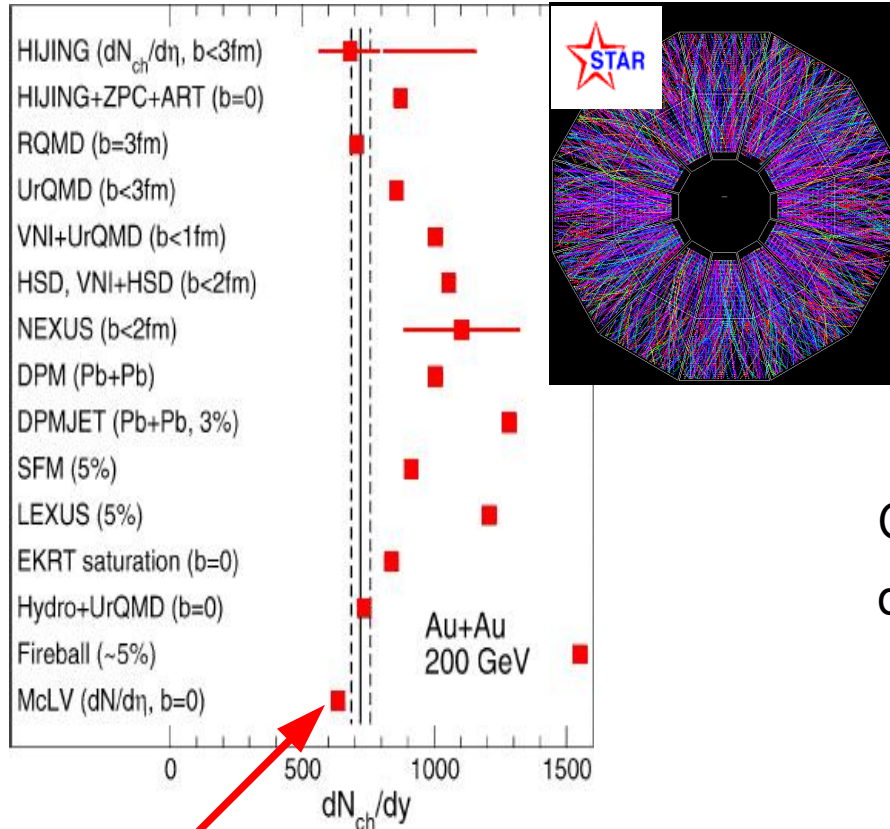 HIJING (dN_ch/dη, b<3fm)
HIJING+ZPC+ART (b=0)
RQMD (b=3fm)
UrQMD (b<3fm)
VNI+UrQMD (b<1fm)
HSD, VNI+HSD (b<2fm)
NEXUS (b<2fm)
DPM (Pb+Pb)
DPMJET (Pb+Pb, 3%)
SFM (5%)
LEXUS (5%)
EKRT saturation (b=0)
Hydro+UrQMD (b=0)
Fireball (~5%)
McLV (dN/dη, b=0)
Au+Au
200 GeV
0 500 1000 1500
dN_ch/dy
STAR